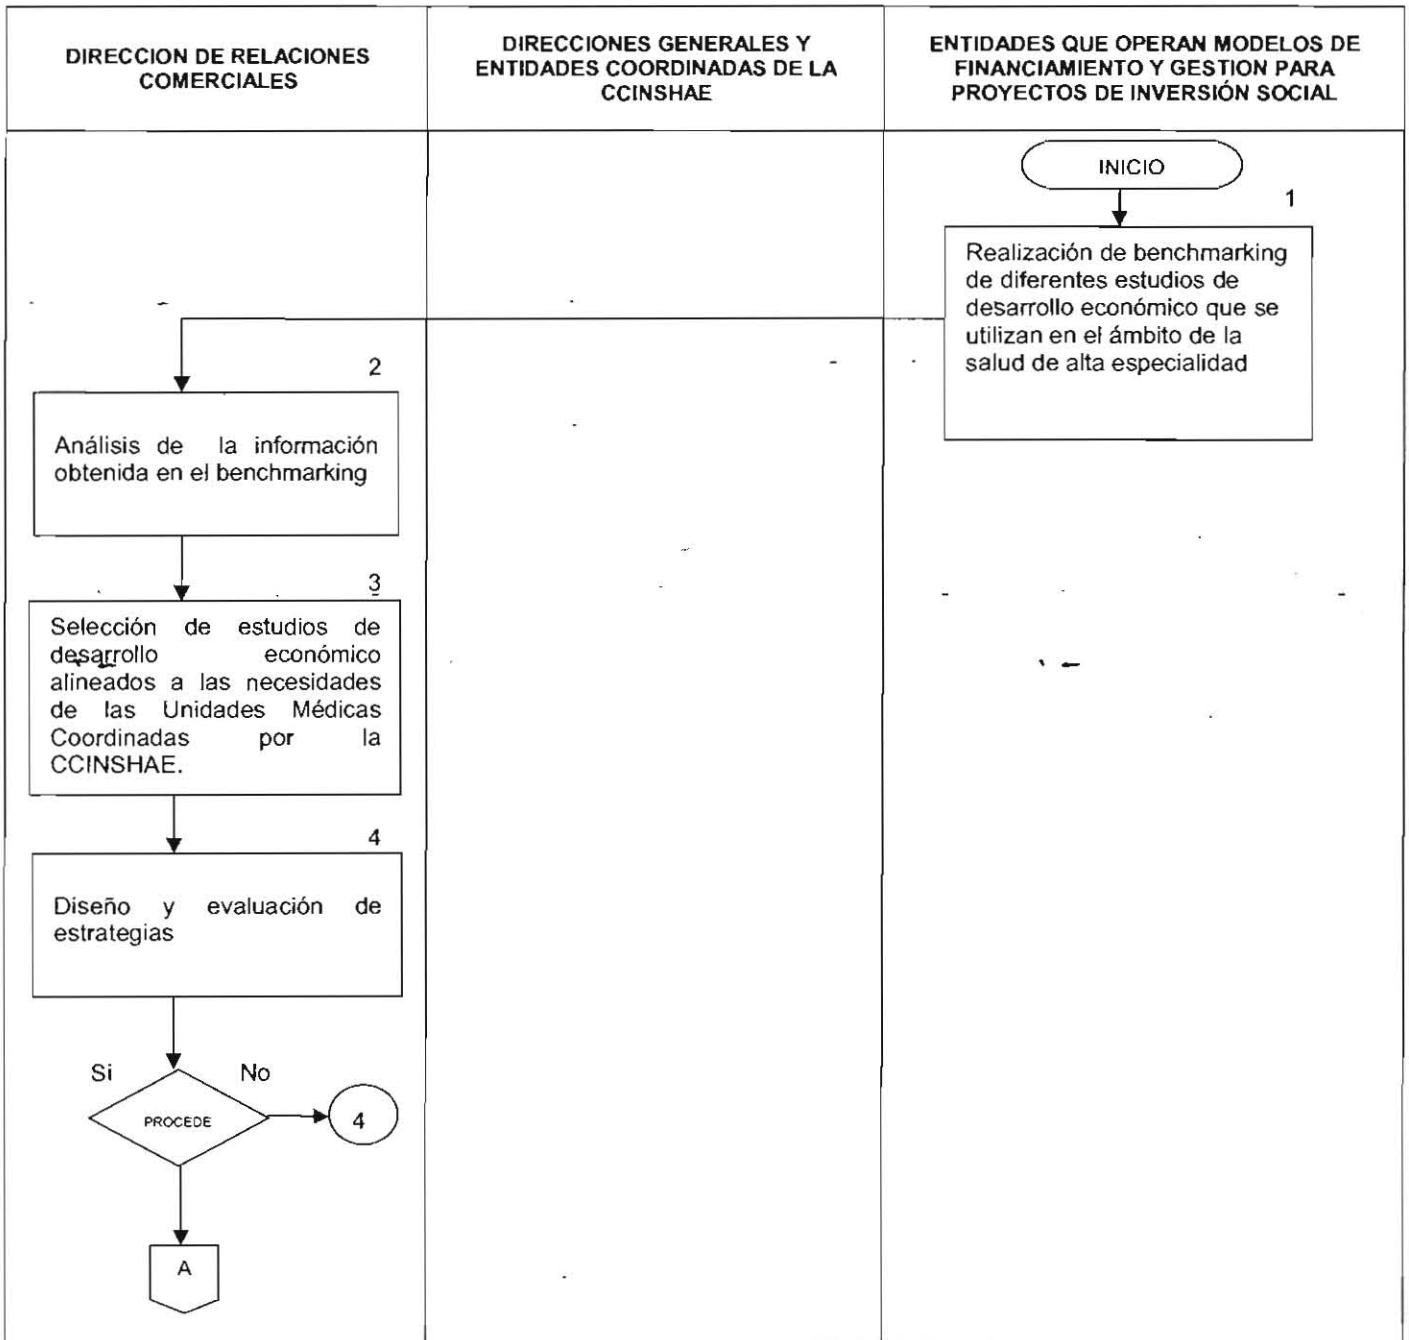 DIRECCION DE RELACIONES
COMERCIALES
DIRECCIONES GENERALES Y
ENTIDADES COORDINADAS DE LA
CCINSHAE
ENTIDADES QUE OPERAN MODELOS DE
FINANCIAMIENTO Y GESTION PARA
PROYECTOS DE INVERSIÓN SOCIAL
INICIO
1
Realización de benchmarking
de diferentes estudios de
desarrollo económico que se
utilizan en el ámbito de la
salud de alta especialidad
2
Análisis de la información
obtenida en el benchmarking
3
Selección de estudios de
desarrollo económico
alineados a las necesidades
de las Unidades Médicas
Coordinadas por la
CCINSHAE.
4
Diseño y evaluación de
estrategias
Si
No
PROCEDE
4
A